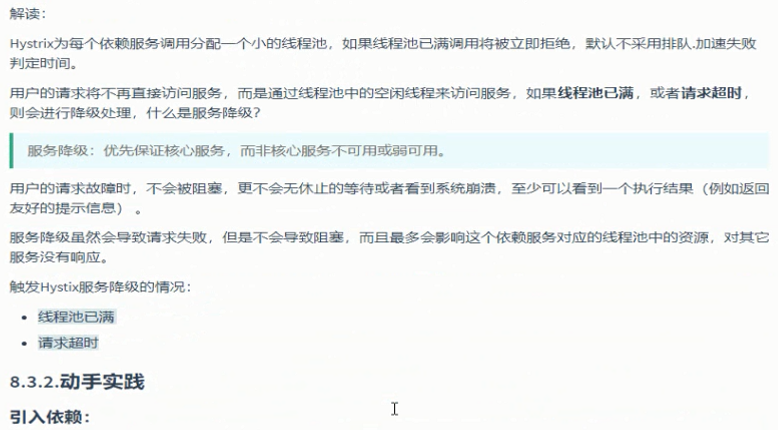 解读：
Hystrix为每个依赖服务调用分配一个小的线程池，如果线程池已满调用将被立即拒绝，默认不采用排队.加速失败
判定时间。
用户的请求将不再直接访问服务，而是通过线程池中的空闲线程来访问服务，如果线程池已满，或者请求超时，
则会进行降级处理，什么是服务降级？
服务降级：优先保证核心服务，而非核心服务不可用或弱可用。
用户的请求故障时，不会被阻塞，更不会无休止的等待或者看到系统崩溃，至少可以看到一个执行结果（例如返回
友好的提示信息） 。
服务降级虽然会导致请求失败，但是不会导致阻塞，而且最多会影响这个依赖服务对应的线程池中的资源，对其它
服务没有响应。
触发Hystix服务降级的情况：
• 线程池已满
• 请求超时
8.3.2.动手实践
引入依赖：